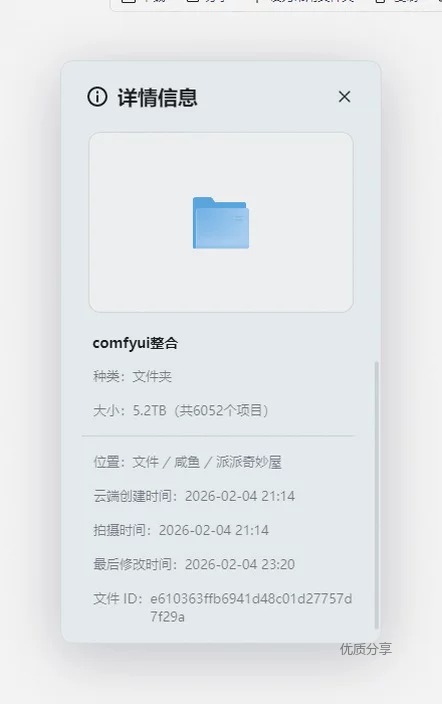 详情信息
comfyui整合
种类：文件夹
大小：5.2TB（共6052个项目）
位置：文件 / 咸鱼 / 派派奇妙屋
云端创建时间：2026-02-04 21:14
拍摄时间：2026-02-04 21:14
最后修改时间：2026-02-04 23:20
文件 ID：e610363ffb6941d48c01d27757d
7f29a
优质分享